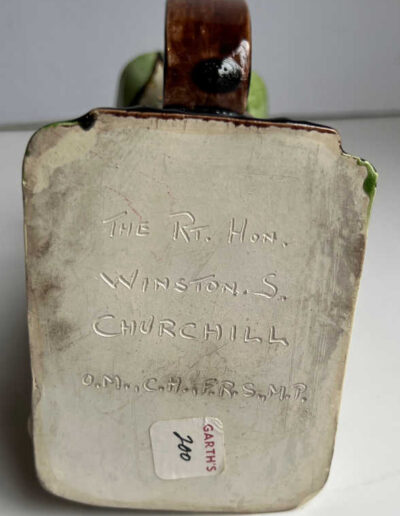 THE RT. HON.
WINSTON. S.
CHURCHILL
O.M., C.H., F.R.S., M.P.
GARTH'S
200